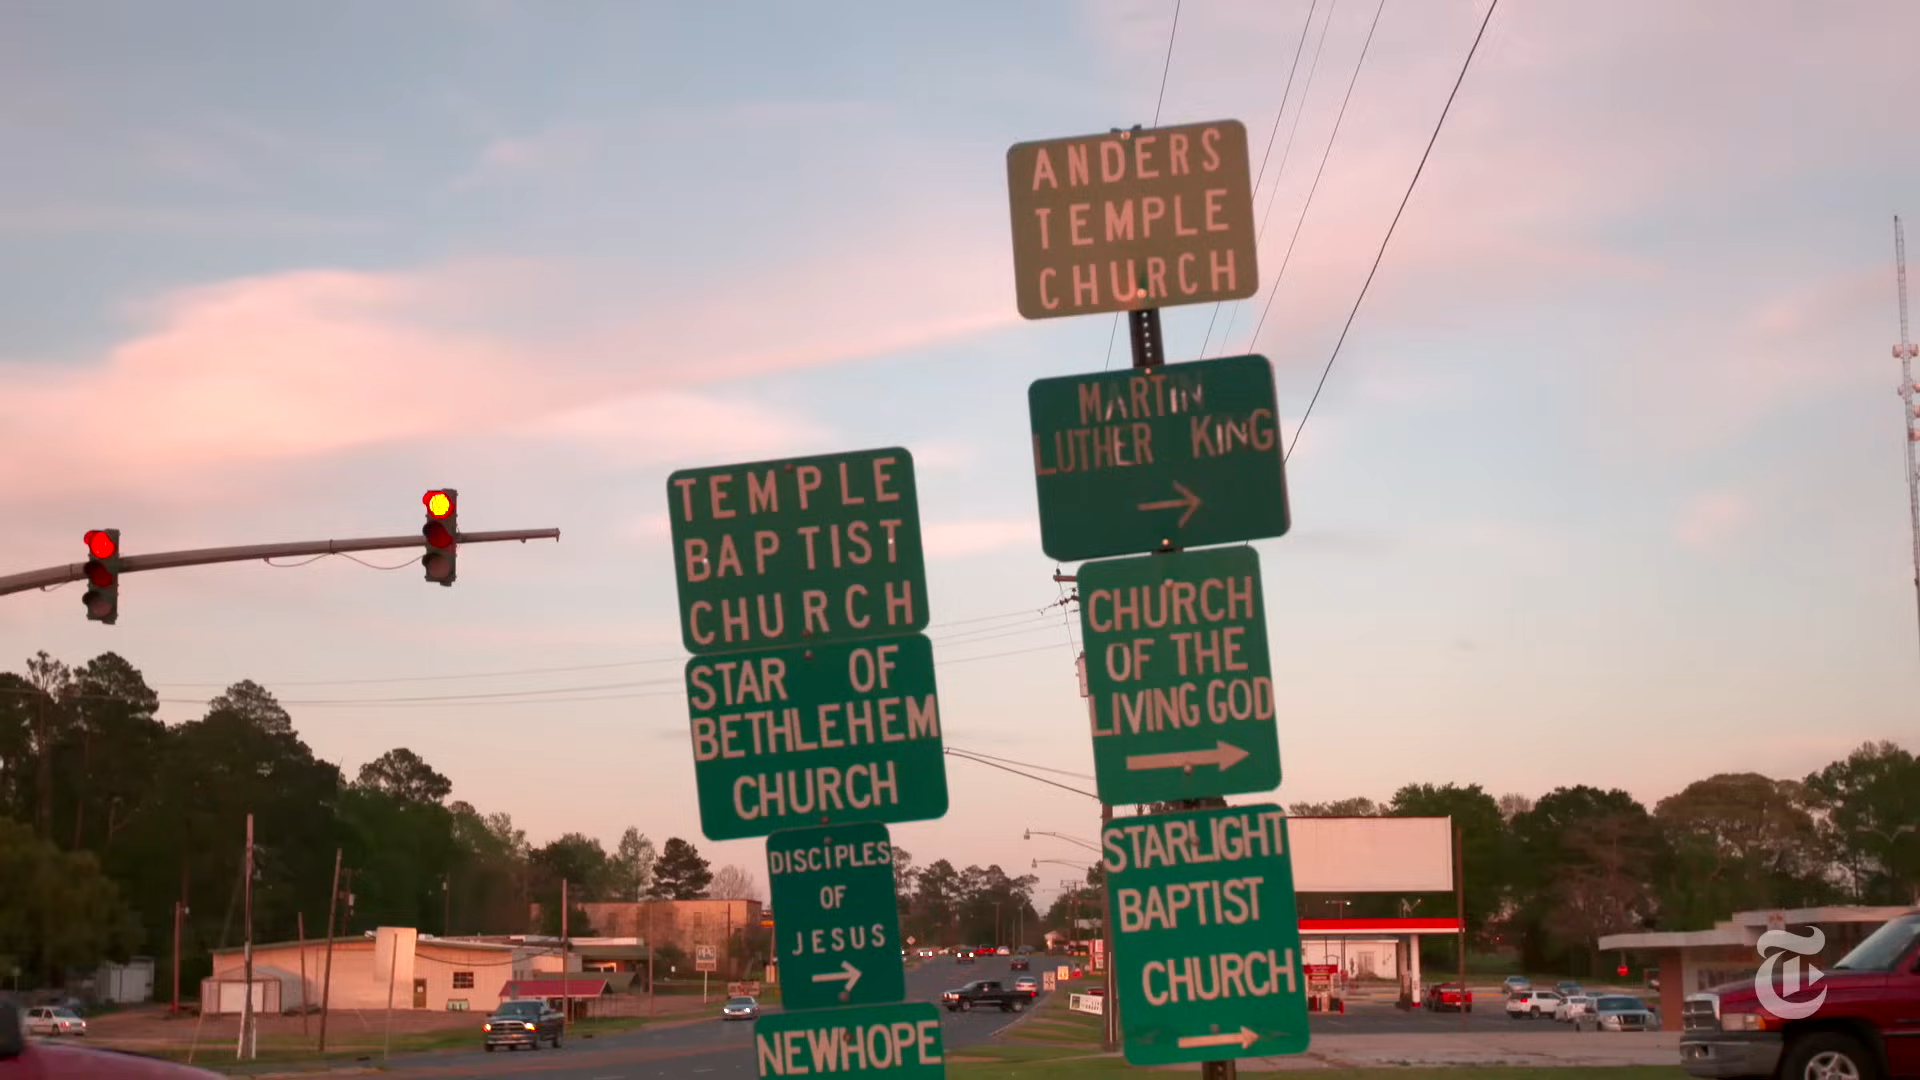 ANDERS
TEMPLE
CHURCH
MARTIN
LUTHER KING
CHURCH
OF THE
LIVING GOD
STARLIGHT
BAPTIST
CHURCH
TEMPLE
BAPTIST
CHURCH
STAR OF
BETHLEHEM
CHURCH
DISCIPLES
OF
JESUS
NEWHOPE
T